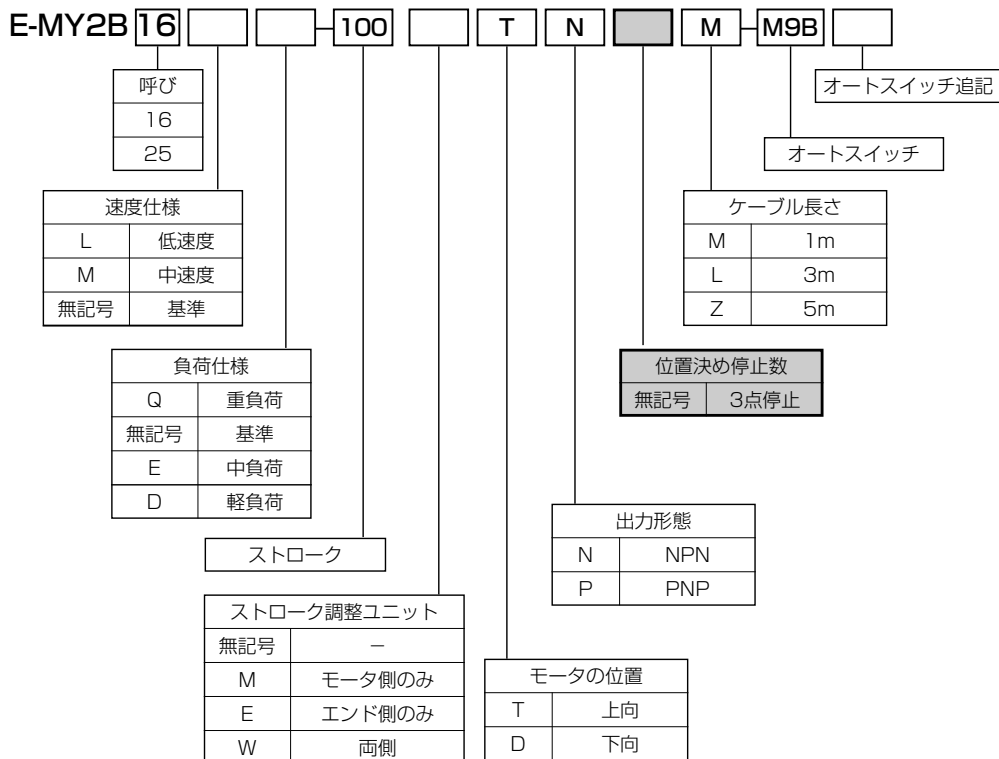 E-MY2B 16 - 100 T N M - M9B
呼び
16
25
オートスイッチ追記
オートスイッチ
速度仕様
L 低速度
M 中速度
無記号 基準
ケーブル長さ
M 1m
L 3m
Z 5m
負荷仕様
Q 重負荷
無記号 基準
E 中負荷
D 軽負荷
位置決め停止数
無記号 3点停止
ストローク
出力形態
N NPN
P PNP
ストローク調整ユニット
無記号 −
M モータ側のみ
E エンド側のみ
W 両側
モータの位置
T 上向
D 下向